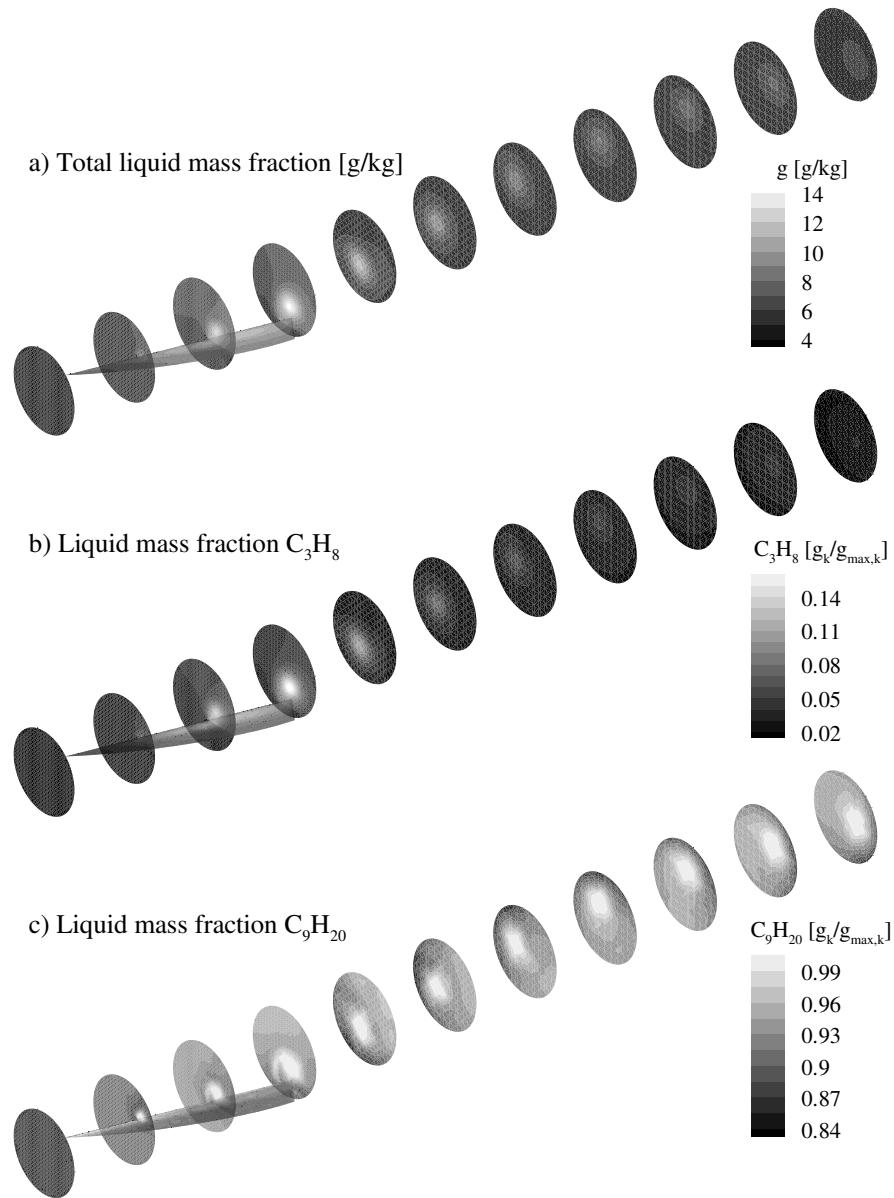 a) Total liquid mass fraction [g/kg]
g [g/kg]
14
12
10
8
6
4
b) Liquid mass fraction C₃H₈
C₃H₈ [gₖ/gₘₐₓ,ₖ]
0.14
0.11
0.08
0.05
0.02
c) Liquid mass fraction C₉H₂₀
C₉H₂₀ [gₖ/gₘₐₓ,ₖ]
0.99
0.96
0.93
0.9
0.87
0.84